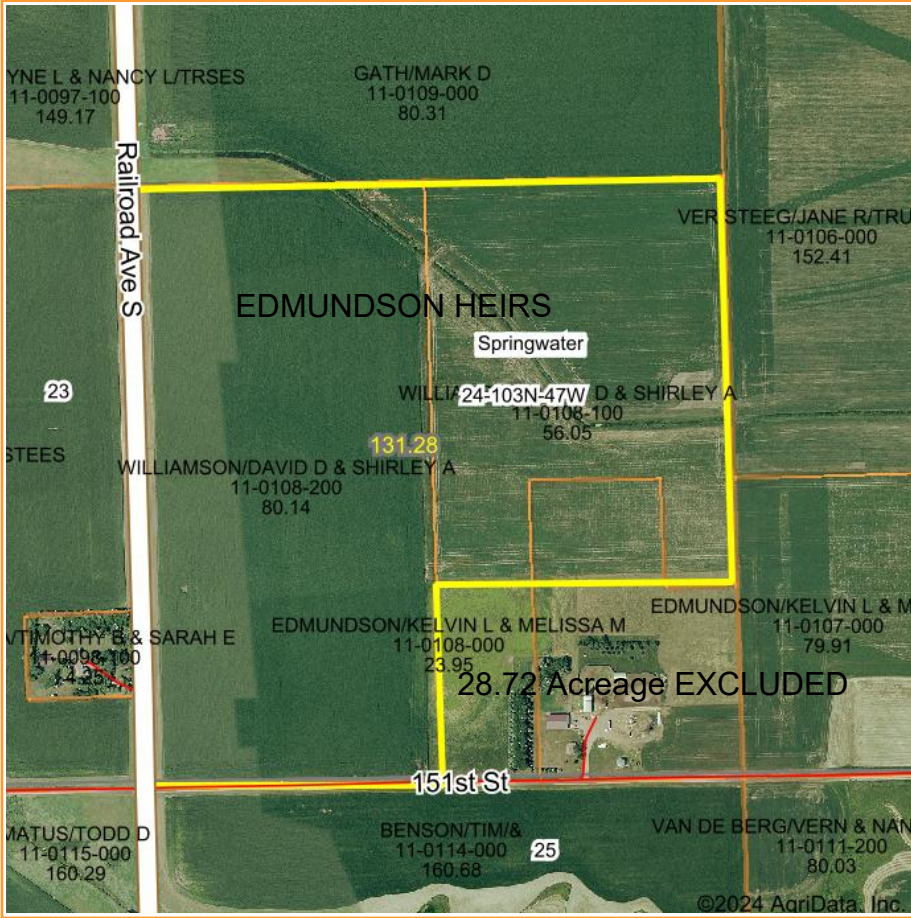 YNE L & NANCY L/TRSES
11-0097-100
149.17
GATH/MARK D
11-0109-000
80.31
Railroad Ave S
VER STEEG/JANE R/TRU
11-0106-000
152.41
EDMUNDSON HEIRS
Springwater
23
WILLIA D & SHIRLEY A
24-103N-47W
11-0108-100
56.05
131.28
STEES
WILLIAMSON/DAVID D & SHIRLEY A
11-0108-200
80.14
/TIMOTHY B & SARAH E
11-0098-100
4.25
EDMUNDSON/KELVIN L & MELISSA M
11-0108-000
23.95
EDMUNDSON/KELVIN L & M
11-0107-000
79.91
28.72 Acreage EXCLUDED
151st St
MATUS/TODD D
11-0115-000
160.29
BENSON/TIM/&
11-0114-000
160.68
25
VAN DE BERG/VERN & NAN
11-0111-200
80.03
©2024 AgriData, Inc.